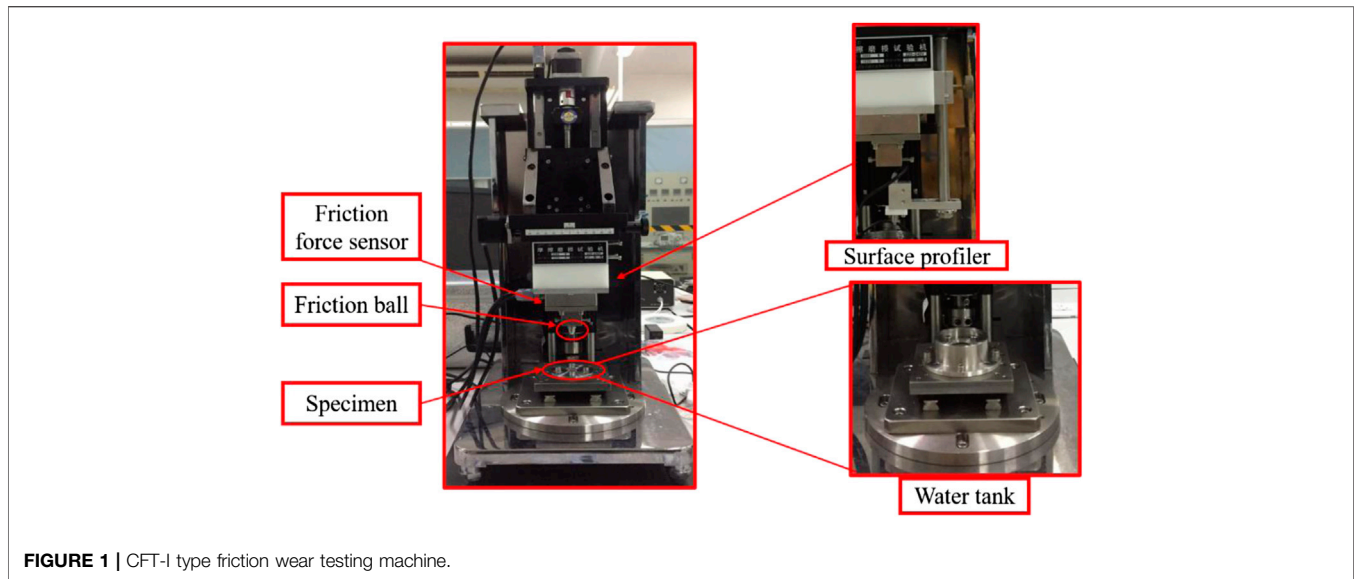 Friction
force sensor
Friction ball
Specimen
Surface profiler
Water tank
FIGURE 1 | CFT-I type friction wear testing machine.